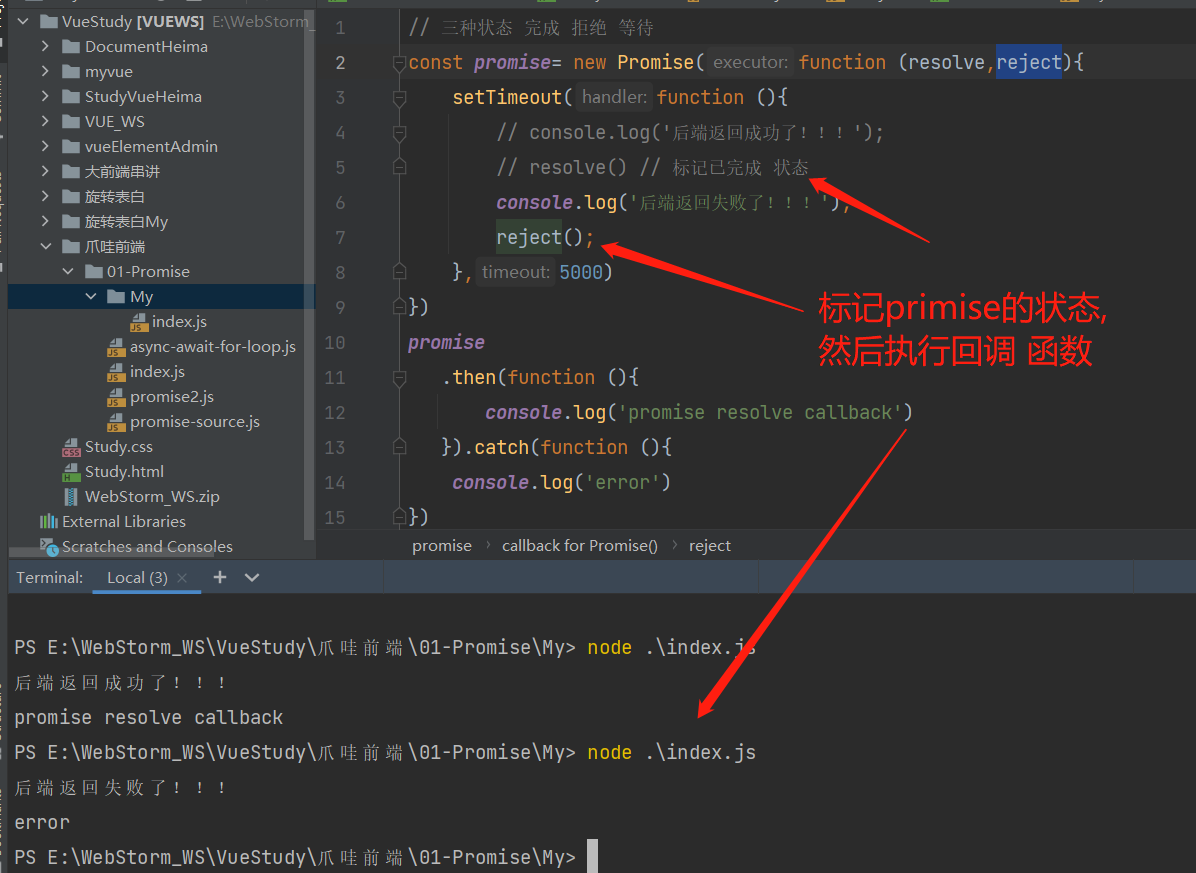 VueStudy [VUEWS] E:\WebStorm_
DocumentHeima
myvue
StudyVueHeima
VUE_WS
vueElementAdmin
大前端串讲
旋转表白
旋转表白My
爪哇前端
01-Promise
My
index.js
async-await-for-loop.js
index.js
promise2.js
promise-source.js
Study.css
Study.html
WebStorm_WS.zip
External Libraries
Scratches and Consoles
1 // 三种状态 完成 拒绝 等待
2 const promise= new Promise( executor: function (resolve,reject){
3 setTimeout( handler: function (){
4 // console.log('后端返回成功了!!!');
5 // resolve() // 标记已完成 状态
6 console.log('后端返回失败了!!!');
7 reject();
8 }, timeout: 5000)
9 })
10 promise
11 .then(function (){
12 console.log('promise resolve callback')
13 }).catch(function (){
14 console.log('error')
15 })
标记primise的状态,
然后执行回调 函数
promise › callback for Promise() › reject
Terminal: Local (3) × +
PS E:\WebStorm_WS\VueStudy\爪哇前端\01-Promise\My> node .\index.js
后端返回成功了!!!
promise resolve callback
PS E:\WebStorm_WS\VueStudy\爪哇前端\01-Promise\My> node .\index.js
后端返回失败了!!!
error
PS E:\WebStorm_WS\VueStudy\爪哇前端\01-Promise\My>